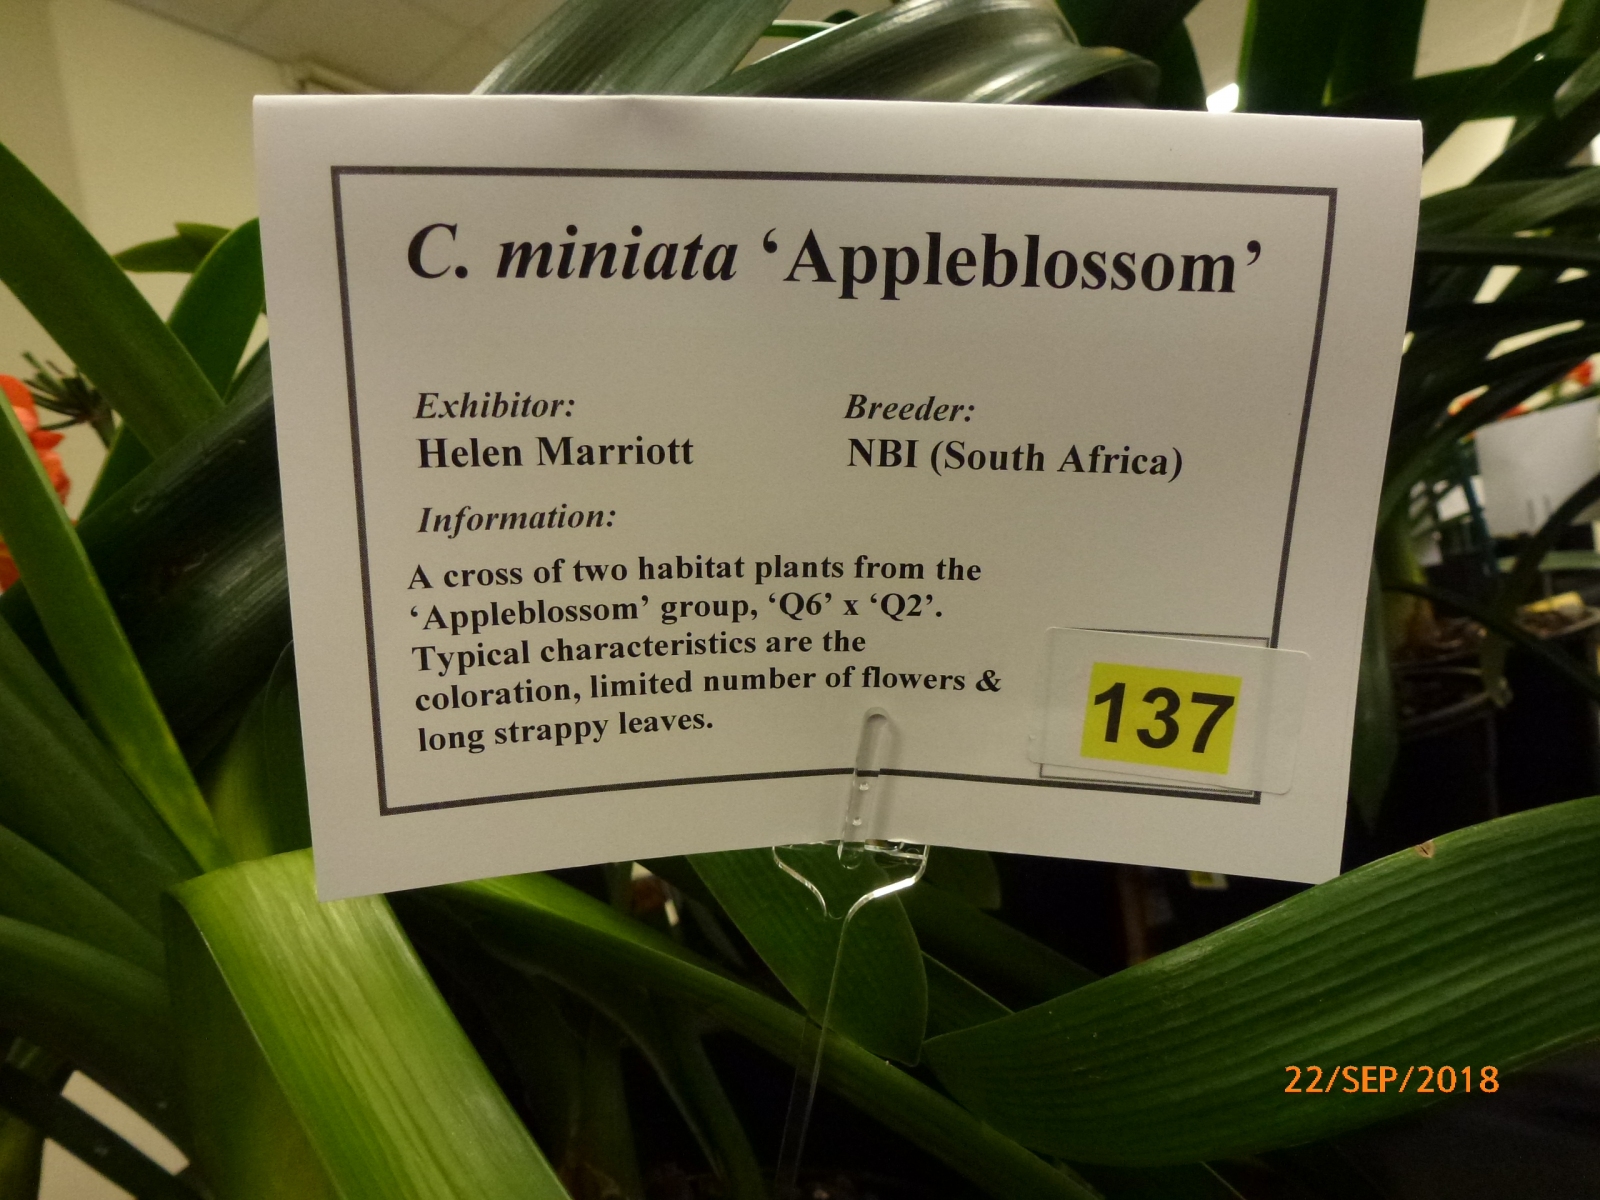 C. miniata ‘Appleblossom’
Exhibitor: Breeder:
Helen Marriott NBI (South Africa)
Information:
A cross of two habitat plants from the
‘Appleblossom’ group, ‘Q6’ x ‘Q2’.
Typical characteristics are the
coloration, limited number of flowers &
long strappy leaves.
137
22/SEP/2018